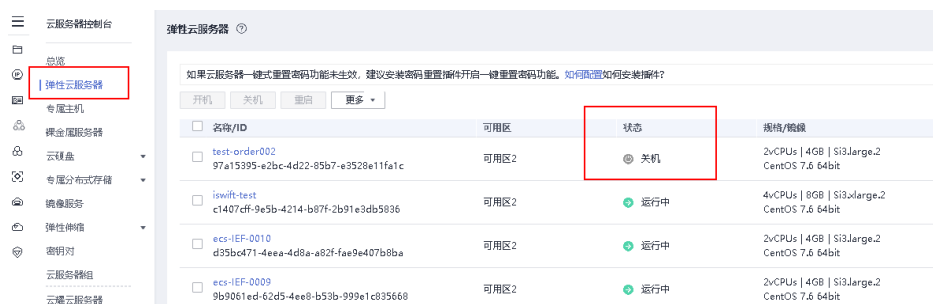 云服务器控制台
弹性云服务器
总览
弹性云服务器
专属主机
裸金属服务器
云硬盘
专属分布式存储
镜像服务
弹性伸缩
密钥对
云服务器组
云耀云服务器
如果云服务器一键式重置密码功能未生效，建议安装密码重置插件开启一键重置密码功能。如何配置如何安装插件?
开机 关机 重启 更多
名称/ID 可用区 状态 规格/镜像
test-order002
97a15395-e2bc-4d22-85b7-e3528e11fa1c 可用区2 关机 2vCPUs | 4GB | Si3.large.2
CentOS 7.6 64bit
iswift-test
c1407cff-9e5b-4214-b87f-2b91e3db5836 可用区2 运行中 4vCPUs | 8GB | Si3.xlarge.2
CentOS 7.6 64bit
ecs-IEF-0010
d35bc471-4eea-4d8a-a82f-fae9e407b8ba 可用区2 运行中 2vCPUs | 4GB | Si3.large.2
CentOS 7.6 64bit
ecs-IEF-0009
9b9061ed-62d5-4ee8-b53b-999e1c835668 可用区2 运行中 2vCPUs | 4GB | Si3.large.2
CentOS 7.6 64bit